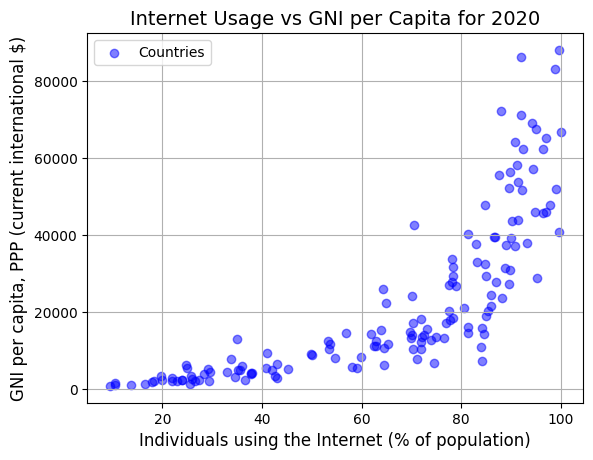 Internet Usage vs GNI per Capita for 2020
Countries
GNI per capita, PPP (current international $)
80000
60000
40000
20000
0
20 40 60 80 100
Individuals using the Internet (% of population)